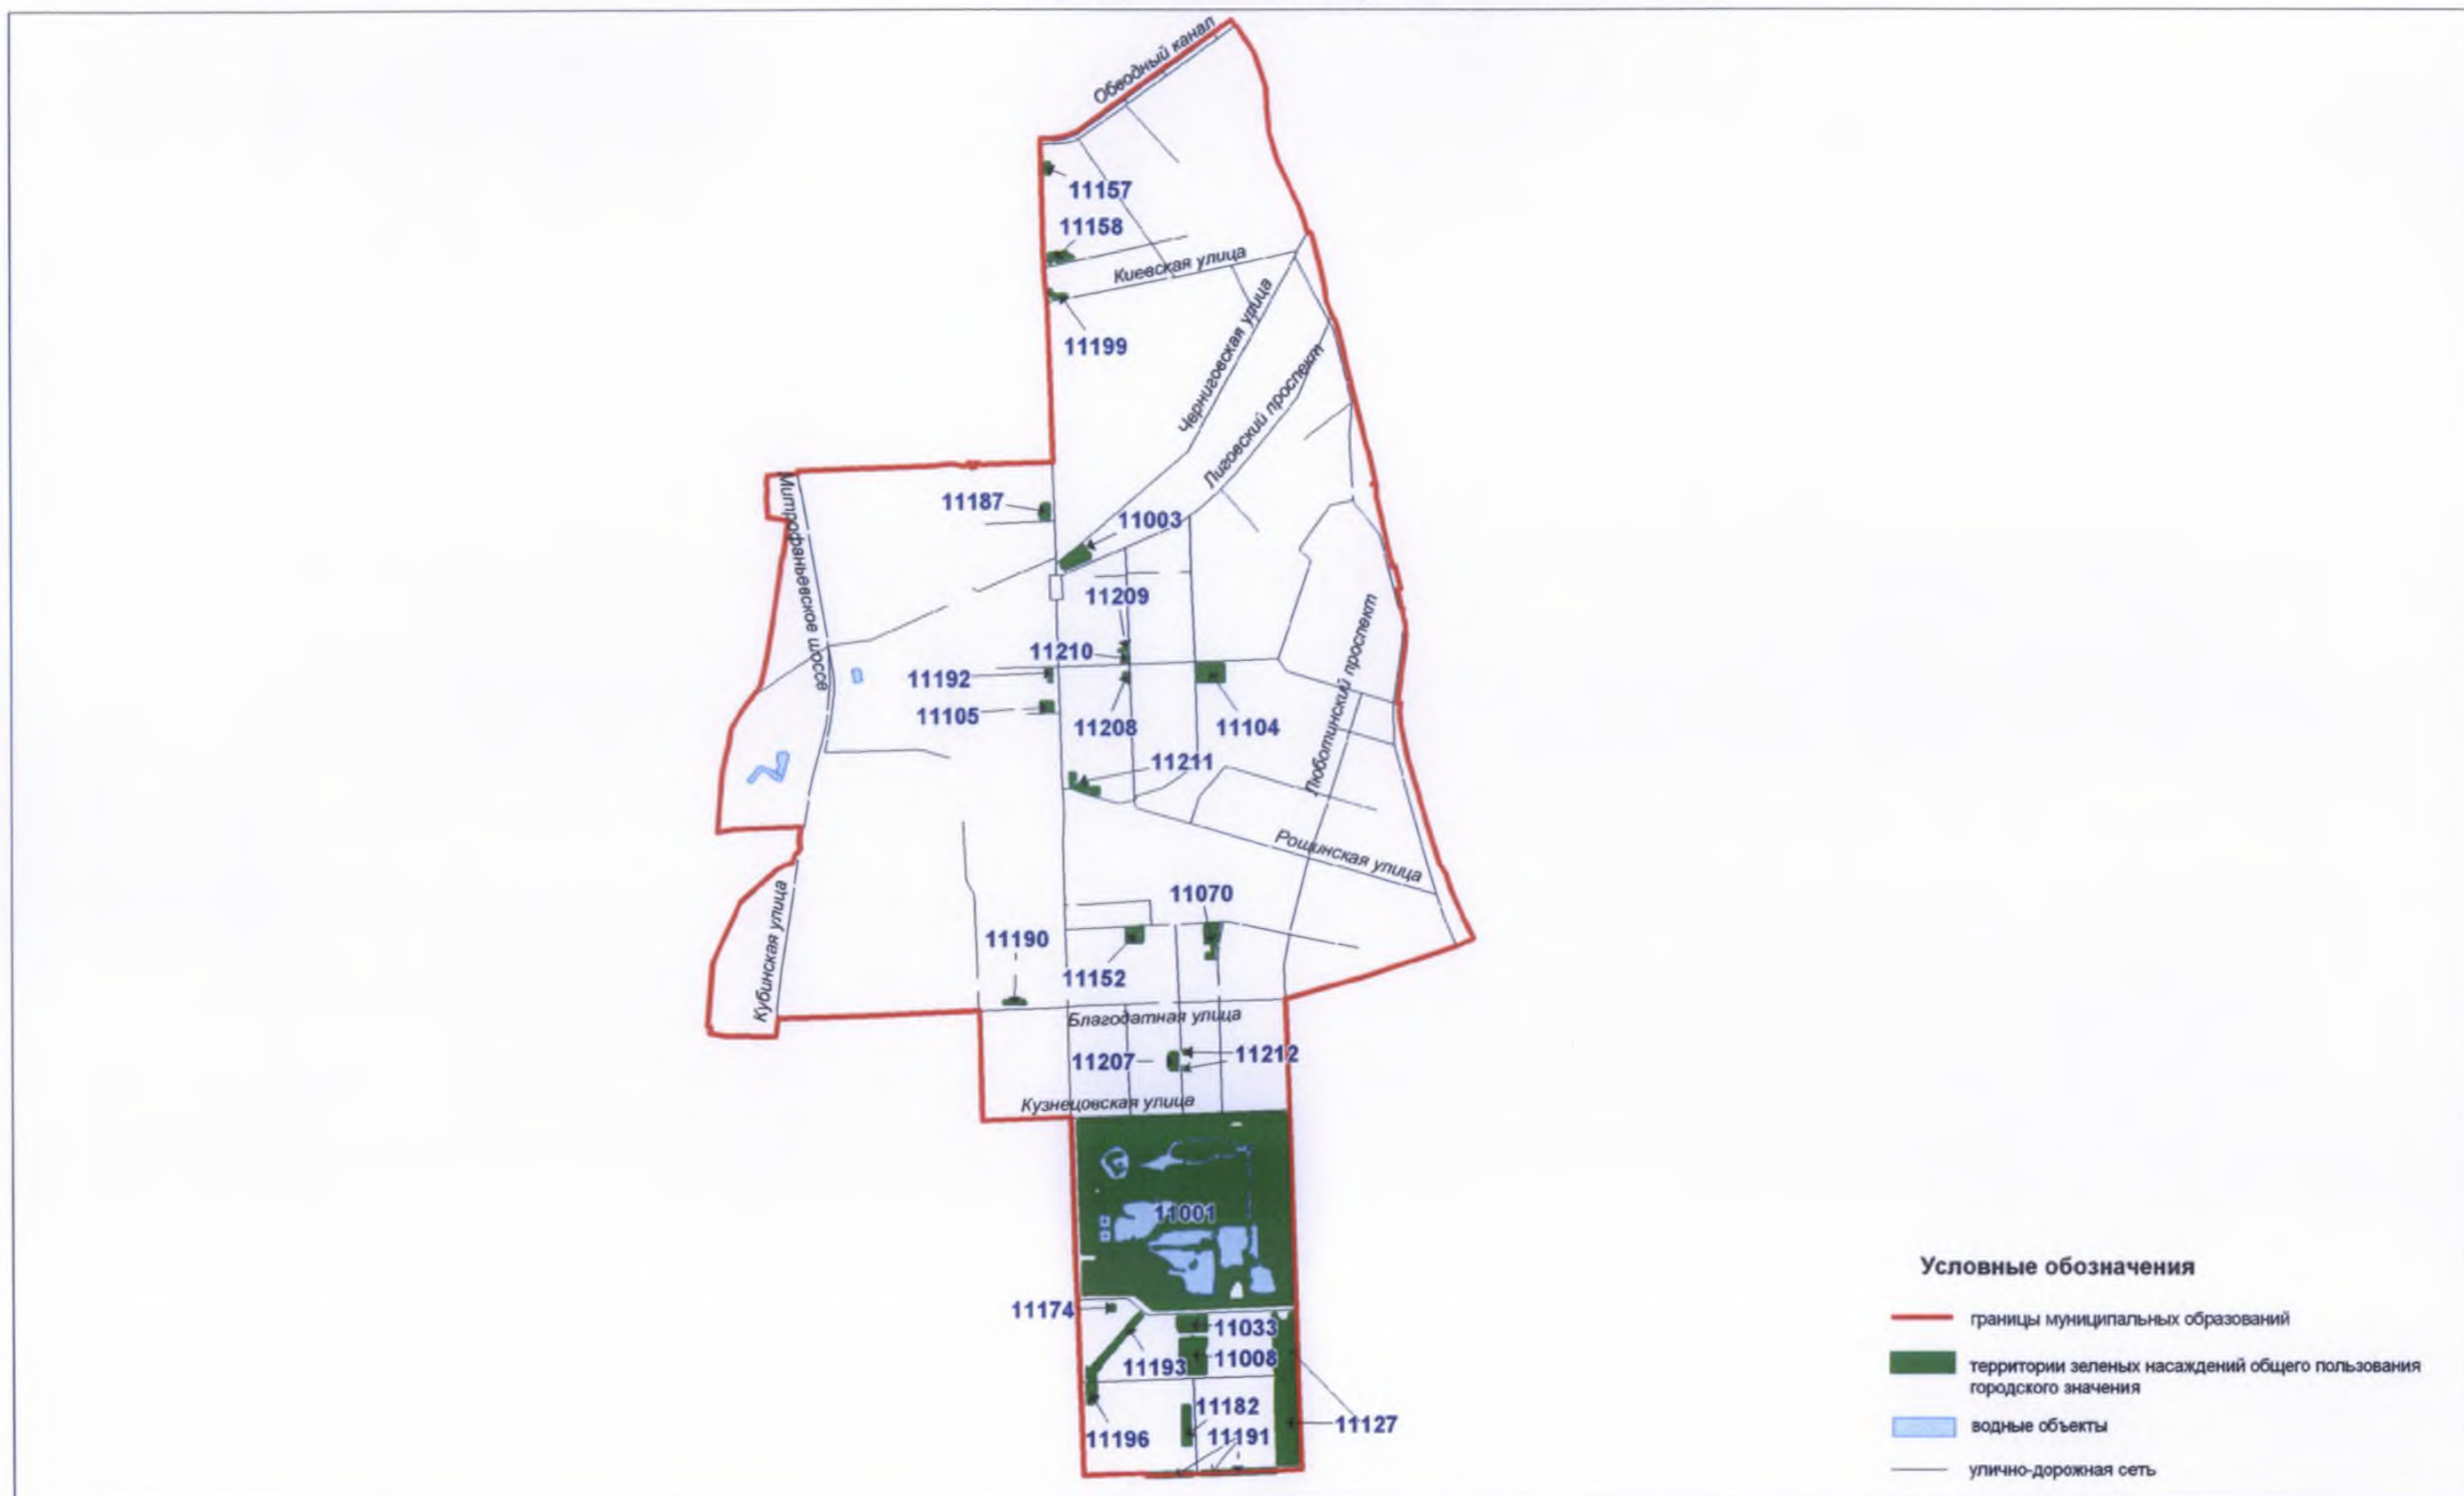 Обводный канал
11157
11158
Киевская улица
11199
Черниговская улица
Лиговский проспект
Митрофаньевское шоссе
11187
11003
11209
11210
11192
11105
11208
11104
Люботинский проспект
11211
Рощинская улица
11070
11190
11152
Кубинская улица
Благодатная улица
11207
11212
Кузнецовская улица
11001
11174
11033
11193
11008
11182
11196
11191
11127
Условные обозначения
границы муниципальных образований
территории зеленых насаждений общего пользования
городского значения
водные объекты
улично-дорожная сеть